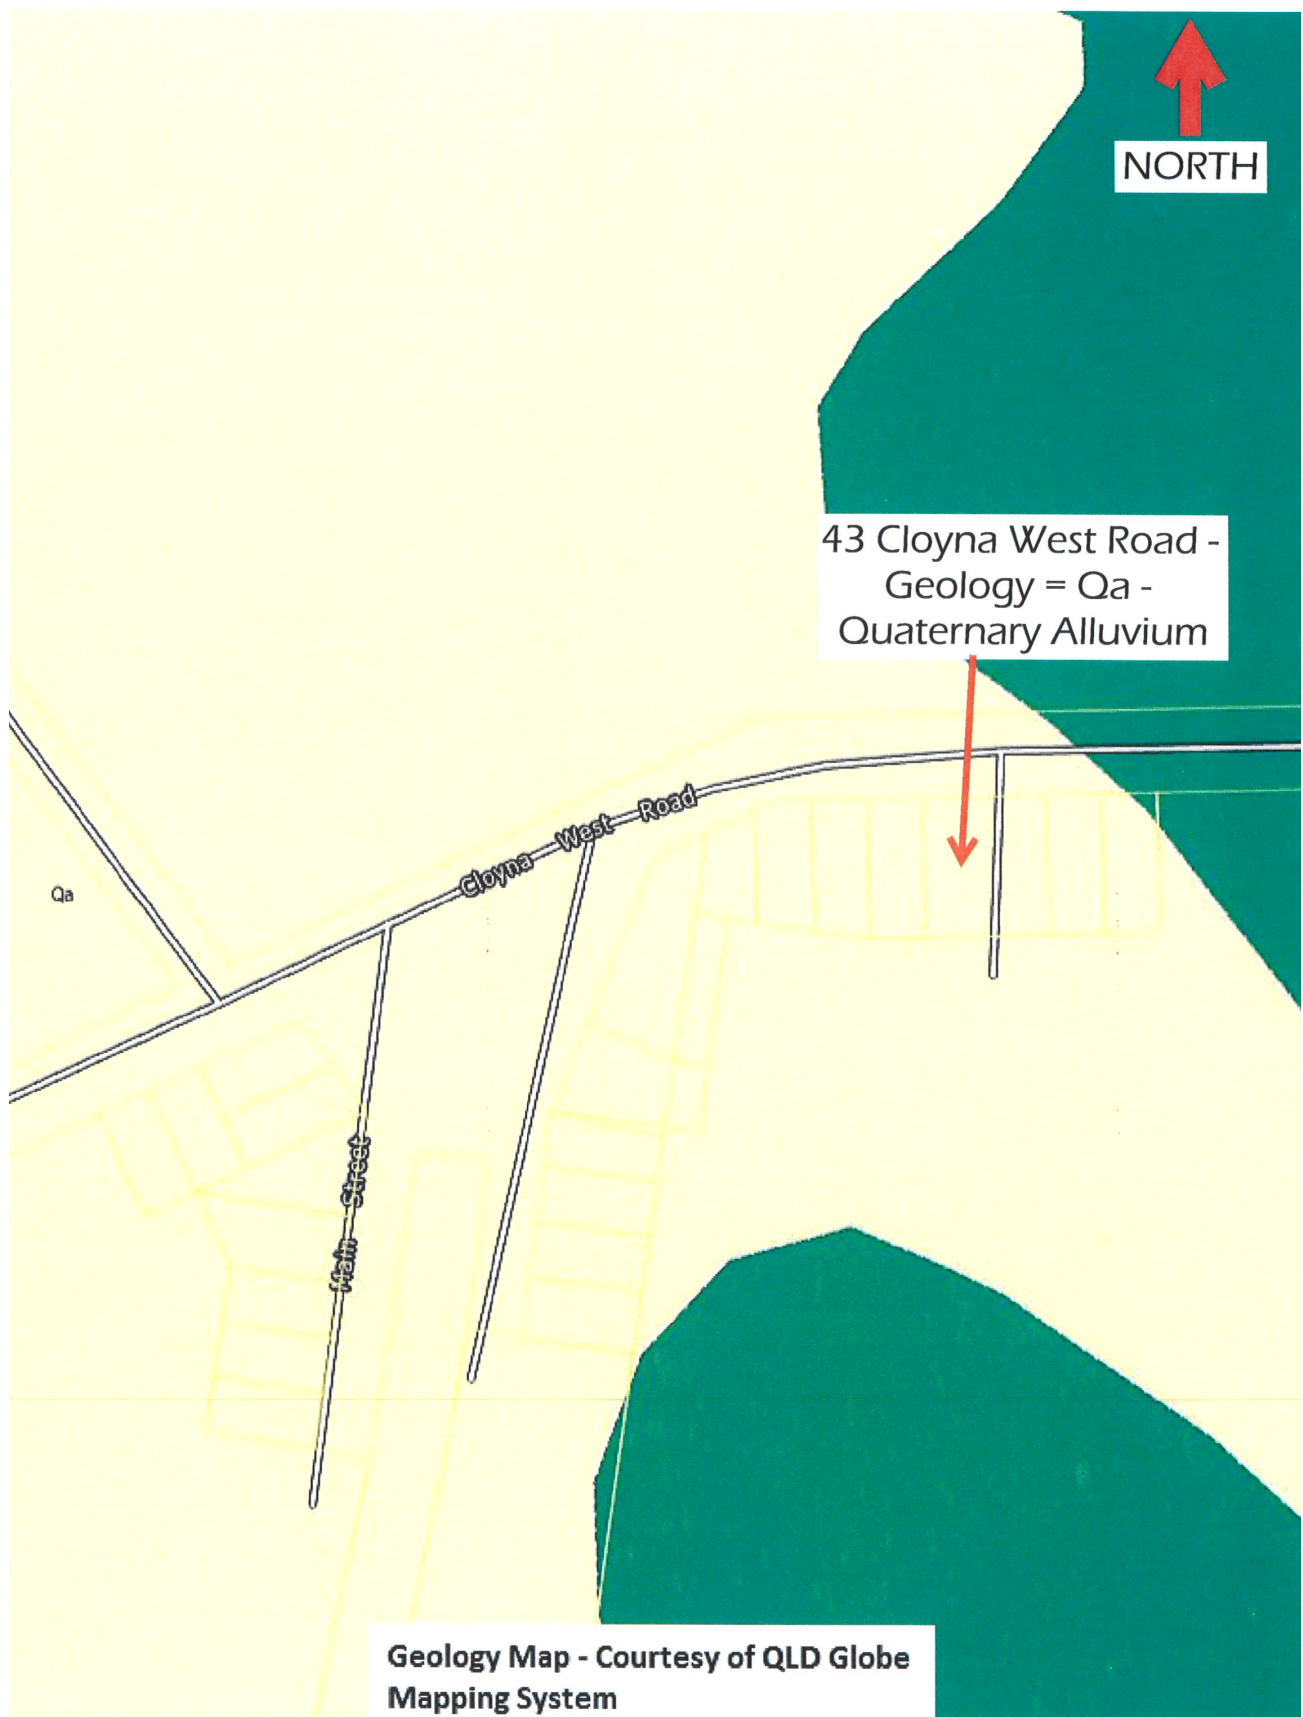 NORTH
43 Cloyna West Road -
Geology = Qa -
Quaternary Alluvium
Cloyna West Road
Qa
Main Street
Geology Map - Courtesy of QLD Globe
Mapping System